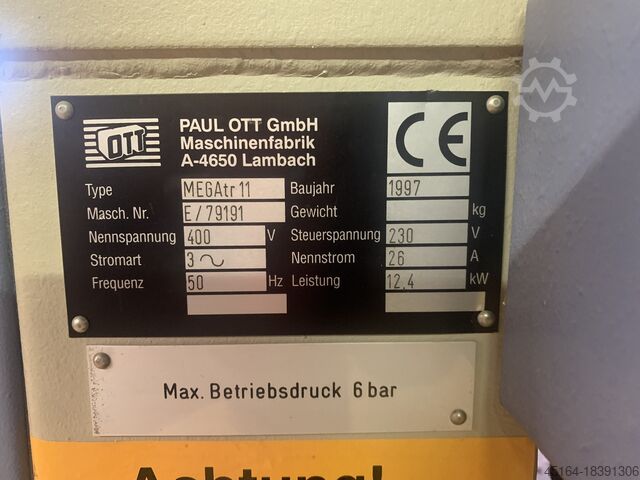 OTT
PAUL OTT GmbH
Maschinenfabrik
A-4650 Lambach
CE
Type MEGAtr 11 Baujahr 1997
Masch. Nr. E/79191 Gewicht kg
Nennspannung 400 V Steuerspannung 230 V
Stromart 3 ~ Nennstrom 26 A
Frequenz 50 Hz Leistung 12,4 kW
Max. Betriebsdruck 6 bar
Achtung!
45164-18391306